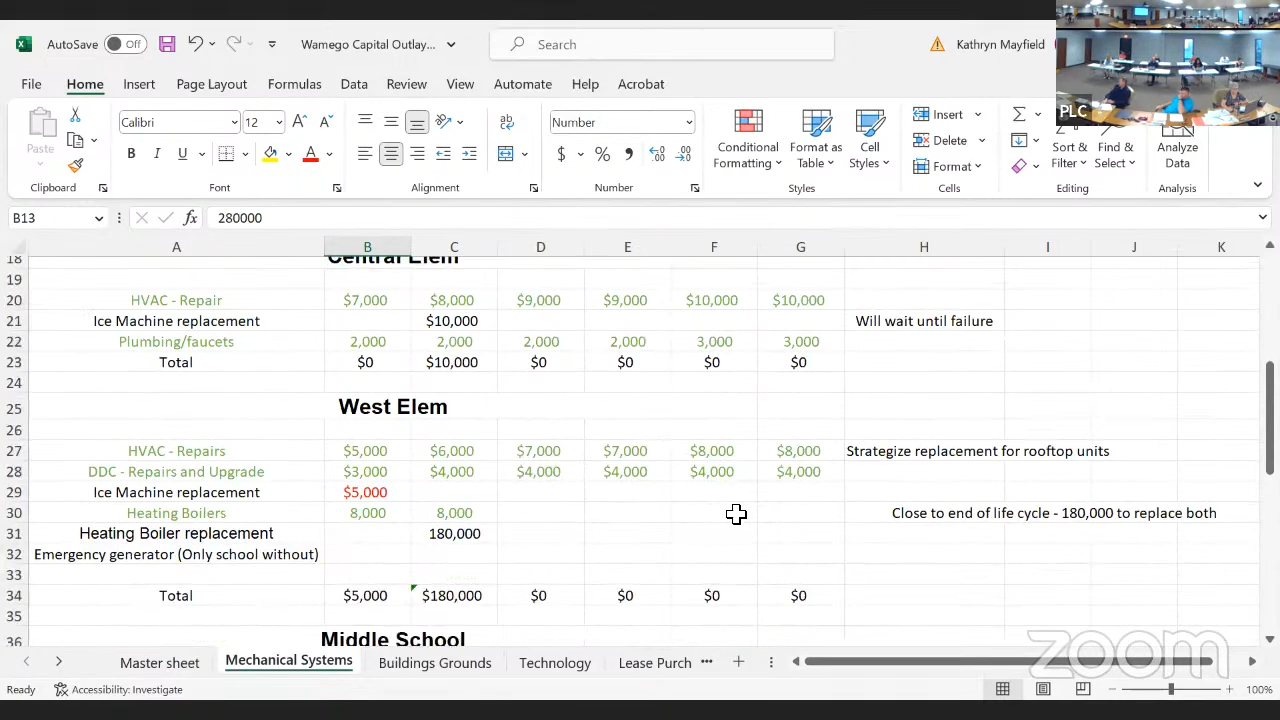 AutoSave Off Wamego Capital Outlay... Search Kathryn Mayfield
PLC
File Home Insert Page Layout Formulas Data Review View Automate Help Acrobat
Calibri 12 Number Insert
Paste Conditional Formatting Format as Table Cell Styles Delete Sort & Filter Find & Select Analyze Data
Format
Clipboard Font Alignment Number Styles Cells Editing Analysis
B13 fx 280000
A B C D E F G H I J K
18 Central Elem
19
20 HVAC - Repair $7,000 $8,000 $9,000 $9,000 $10,000 $10,000
21 Ice Machine replacement $10,000 Will wait until failure
22 Plumbing/faucets 2,000 2,000 2,000 2,000 3,000 3,000
23 Total $0 $10,000 $0 $0 $0 $0
24
25 West Elem
26
27 HVAC - Repairs $5,000 $6,000 $7,000 $7,000 $8,000 $8,000 Strategize replacement for rooftop units
28 DDC - Repairs and Upgrade $3,000 $4,000 $4,000 $4,000 $4,000 $4,000
29 Ice Machine replacement $5,000
30 Heating Boilers 8,000 8,000 Close to end of life cycle - 180,000 to replace both
31 Heating Boiler replacement 180,000
32 Emergency generator (Only school without)
33
34 Total $5,000 $180,000 $0 $0 $0 $0
35
36 Middle School
Master sheet Mechanical Systems Buildings Grounds Technology Lease Purch ...
zoom
Ready Accessibility: Investigate 100%